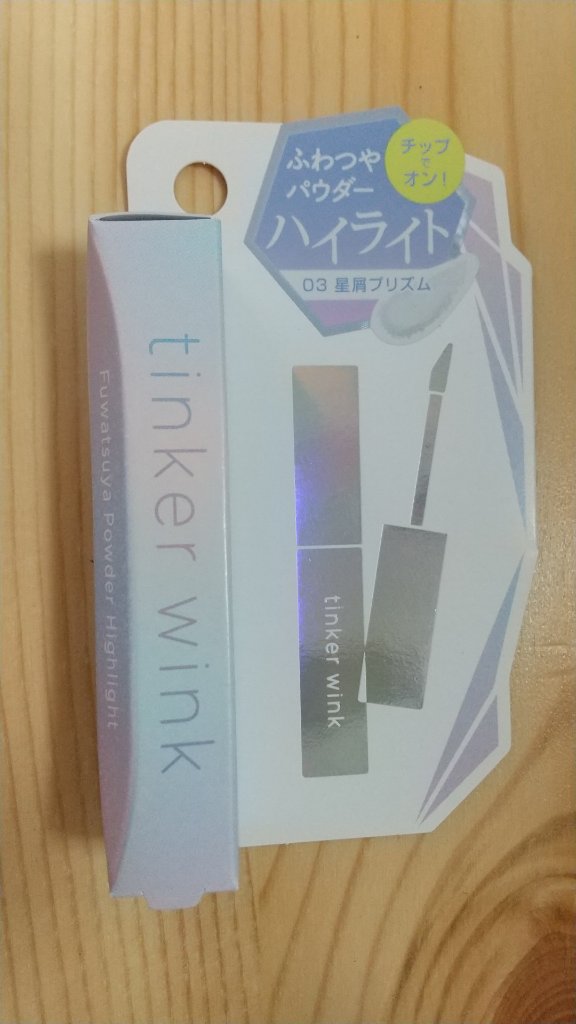 チップ
で
オン!
ふわつや
パウダー
ハイライト
03 星屑プリズム
tinker wink
Fuwatsuya Powder Highlight
tinker wink